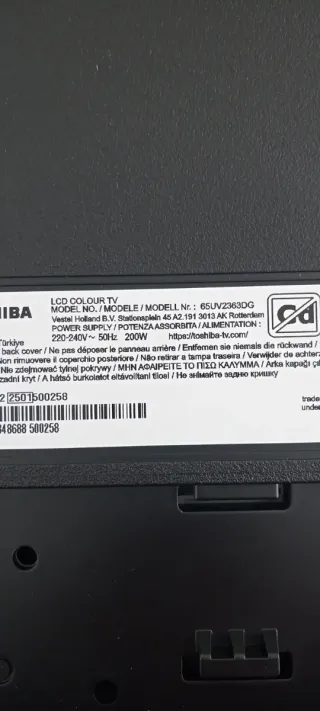 HIBA
LCD COLOUR TV
MODEL NO. / MODELE / MODELL Nr. : 65UV2363DG
Vestel Holland B.V. Stationsplein 45 A2.191 3013 AK Rotterdam
POWER SUPPLY / POTENZA ASSORBITA / ALIMENTATION :
220-240V~ 50Hz 200W https://toshiba-tv.com/
Cd
Türkiye
back cover / Ne pas déposer le panneau arrière / Entfernen sie niemals die rückwand /
Non rimuovere il coperchio posteriore / Não retirar a tampa traseira / Verwijder de achterz
Nie zdejmować tylnej pokrywy / ΜΗΝ ΑΦΑΙΡΕΙΤΕ ΤΟ ΠΙΣΩ ΚΑΛΥΜΜΑ / Arka kapağı
zadní kryt / A hátsó burkolatot eltávolítani tilos! / Не знімайте задню кришку
2 2501500258
trade
under
848688 500258